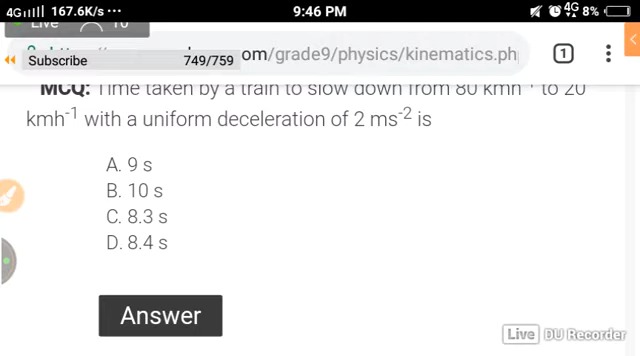 4G 167.6K/s ··· 9:46 PM 4G 8%
Live 10
om/grade9/physics/kinematics.ph 1
Subscribe 749/759
MCQ: Time taken by a train to slow down from 80 kmh⁻¹ to 20
kmh⁻¹ with a uniform deceleration of 2 ms⁻² is
A. 9 s
B. 10 s
C. 8.3 s
D. 8.4 s
Answer
Live DU Recorder